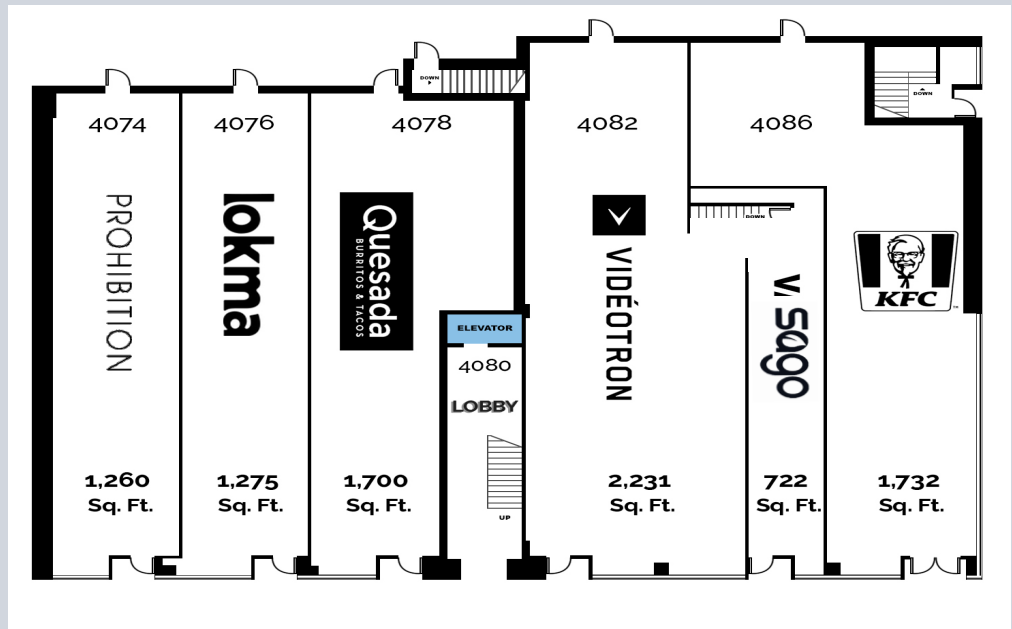 DOWN
DOWN
4074
4076
4078
4082
4086
PROHIBITION
lokma
Quesada
BURRITOS & TACOS
VIDÉOTRON
DOWN
sago
KFC
ELEVATOR
4080
LOBBY
1,260
Sq. Ft.
1,275
Sq. Ft.
1,700
Sq. Ft.
2,231
Sq. Ft.
722
Sq. Ft.
1,732
Sq. Ft.
UP